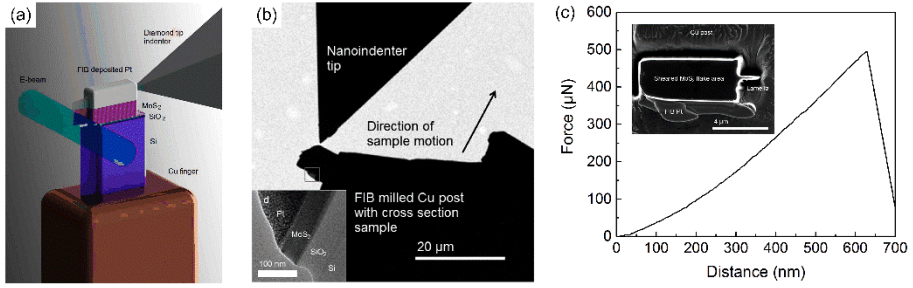 (a)
Diamond tip
indenter
FIB deposited Pt
E-beam
MoS2
SiO2
Si
Cu finger
(b)
Nanoindenter
tip
Direction of
sample motion
d
Pt
MoS2
SiO2
Si
100 nm
FIB milled Cu post
with cross section
sample
20 μm
(c)
600
500
400
300
200
100
0
Force (μN)
Cu post
Sheared MoS2 flake area
Lamella
FIB Pt
4 μm
0 100 200 300 400 500 600 700
Distance (nm)